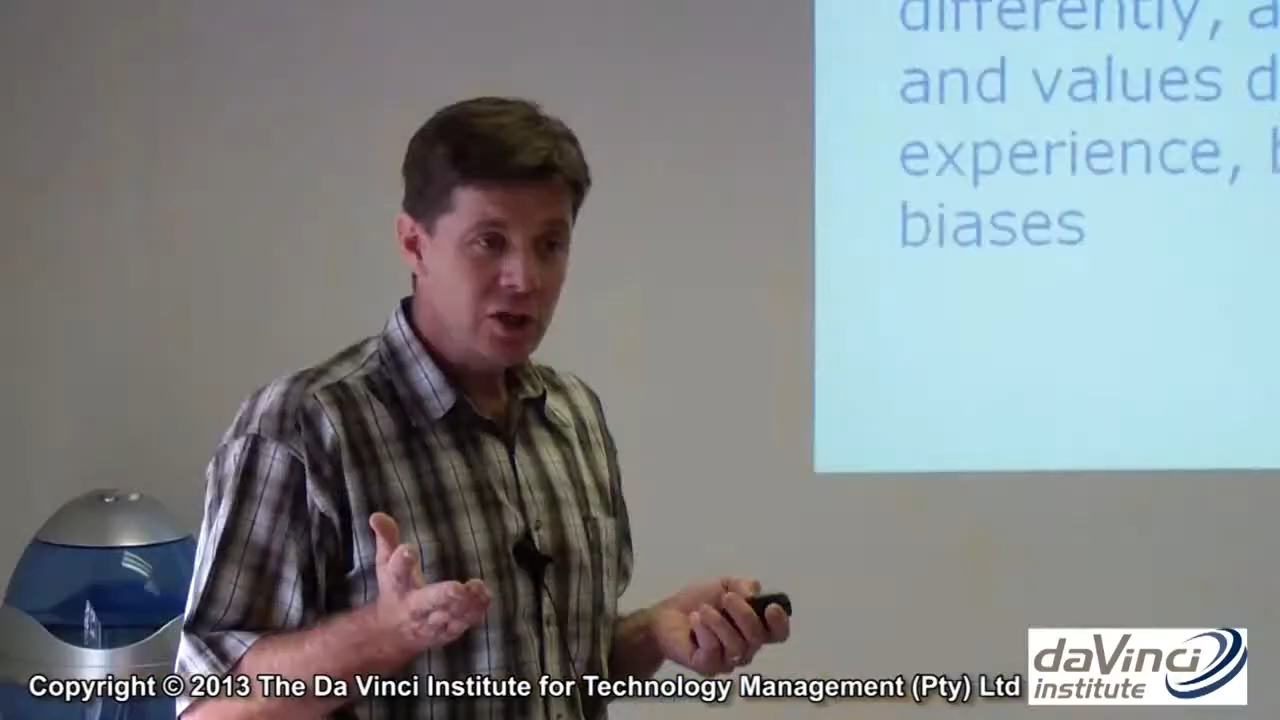 differently, a
and values d
experience, b
biases
Copyright © 2013 The Da Vinci Institute for Technology Management (Pty) Ltd
daVinci
institute